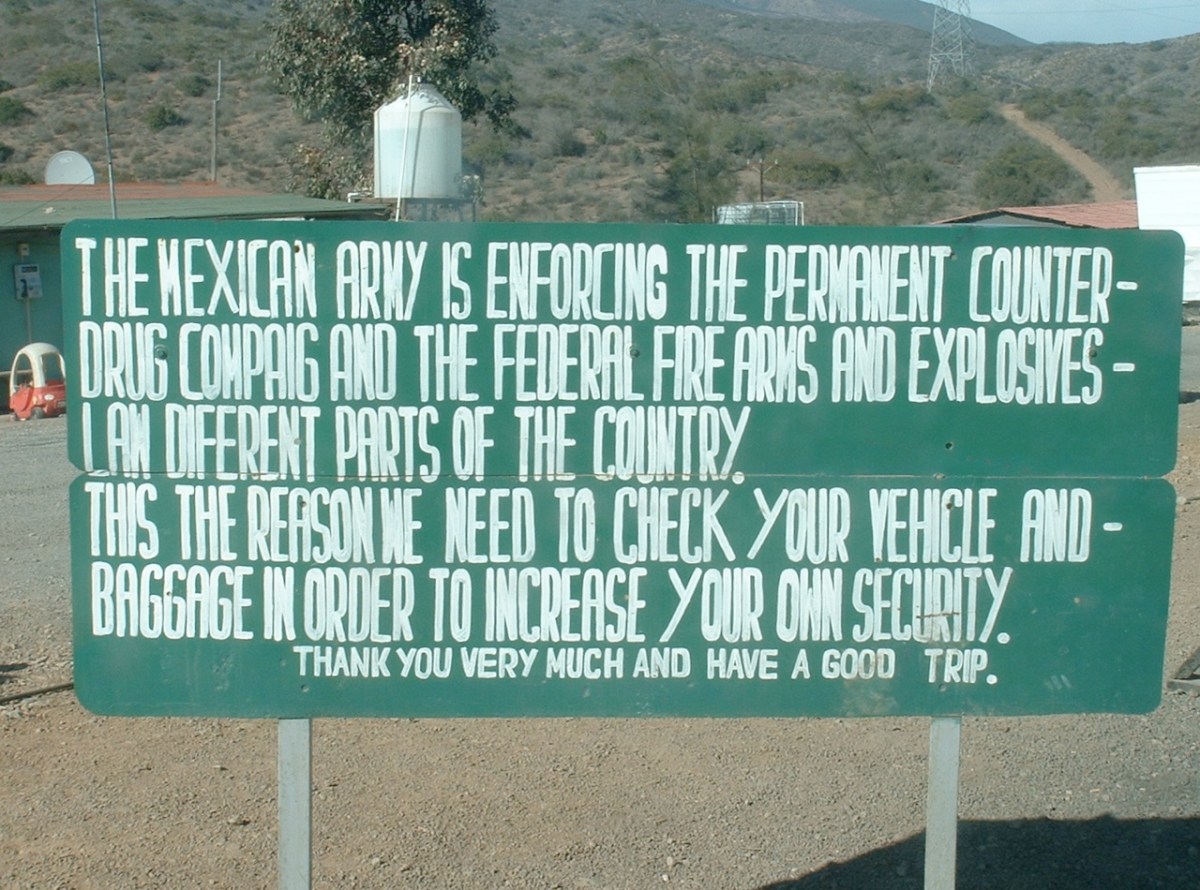 THE MEXICAN ARMY IS ENFORCING THE PERMANENT COUNTER-
DRUG COMPAIG AND THE FEDERAL FIRE ARMS AND EXPLOSIVES-
LAW DIFERENT PARTS OF THE COUNTRY.
THIS THE REASON WE NEED TO CHECK YOUR VEHICLE AND-
BAGGAGE IN ORDER TO INCREASE YOUR OWN SECURITY.
THANK YOU VERY MUCH AND HAVE A GOOD TRIP.